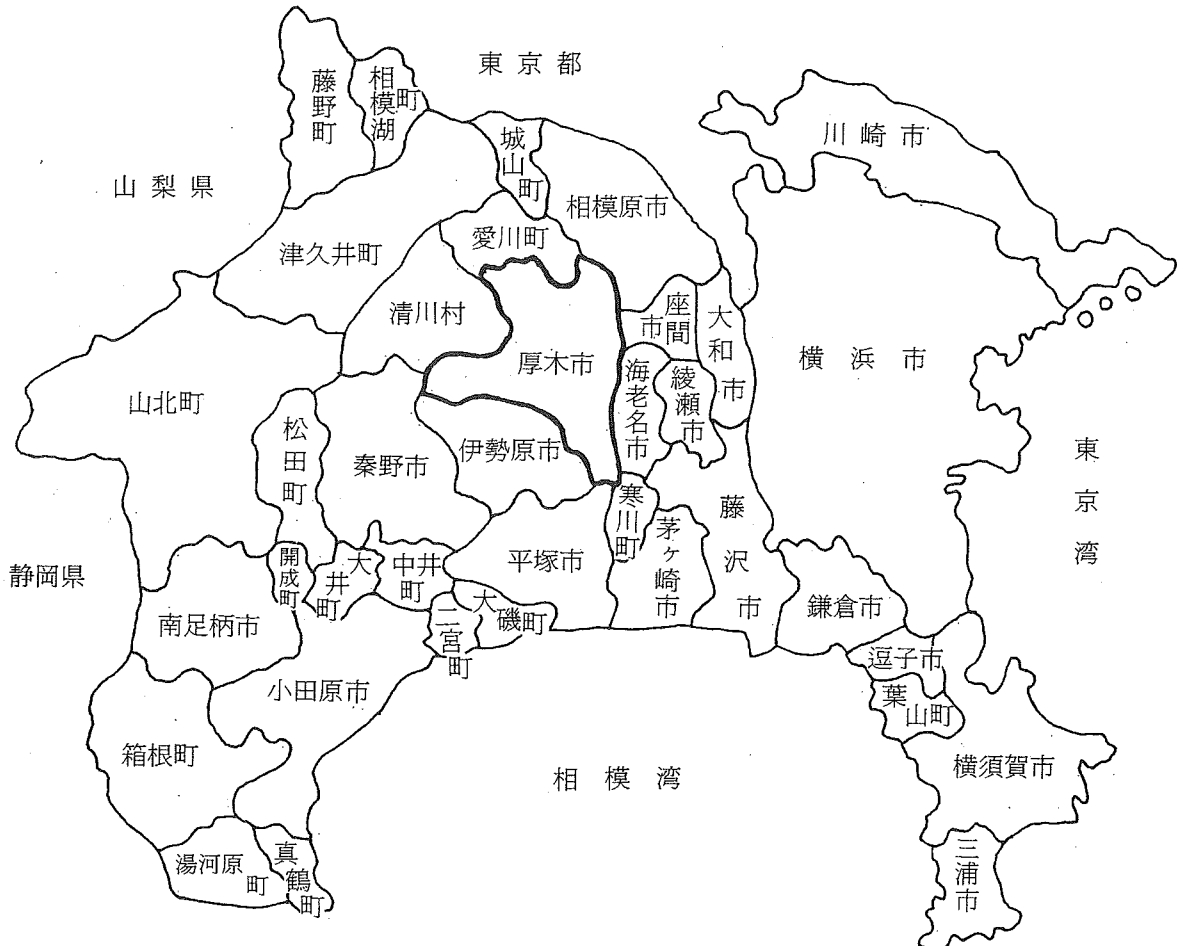 東京都
藤野町
相模湖町
城山町
川崎市
山梨県
相模原市
津久井町
愛川町
清川村
座間市
大和市
厚木市
横浜市
海老名市
綾瀬市
山北町
松田町
秦野市
伊勢原市
東京湾
寒川町
藤沢市
茅ヶ崎市
静岡県
開成町
大井町
中井町
平塚市
南足柄市
二宮町
大磯町
鎌倉市
逗子市
葉山町
小田原市
箱根町
相模湾
横須賀市
湯河原町
真鶴町
三浦市